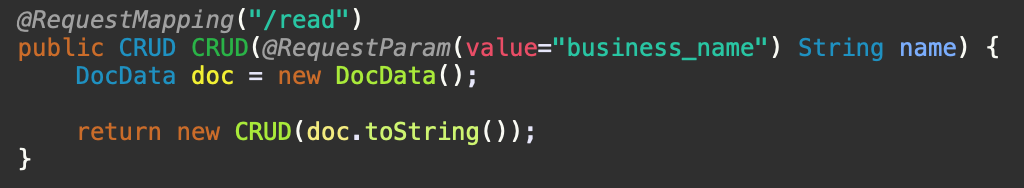 @RequestMapping("/read")
public CRUD CRUD(@RequestParam(value="business_name") String name) {
    DocData doc = new DocData();

    return new CRUD(doc.toString());
}